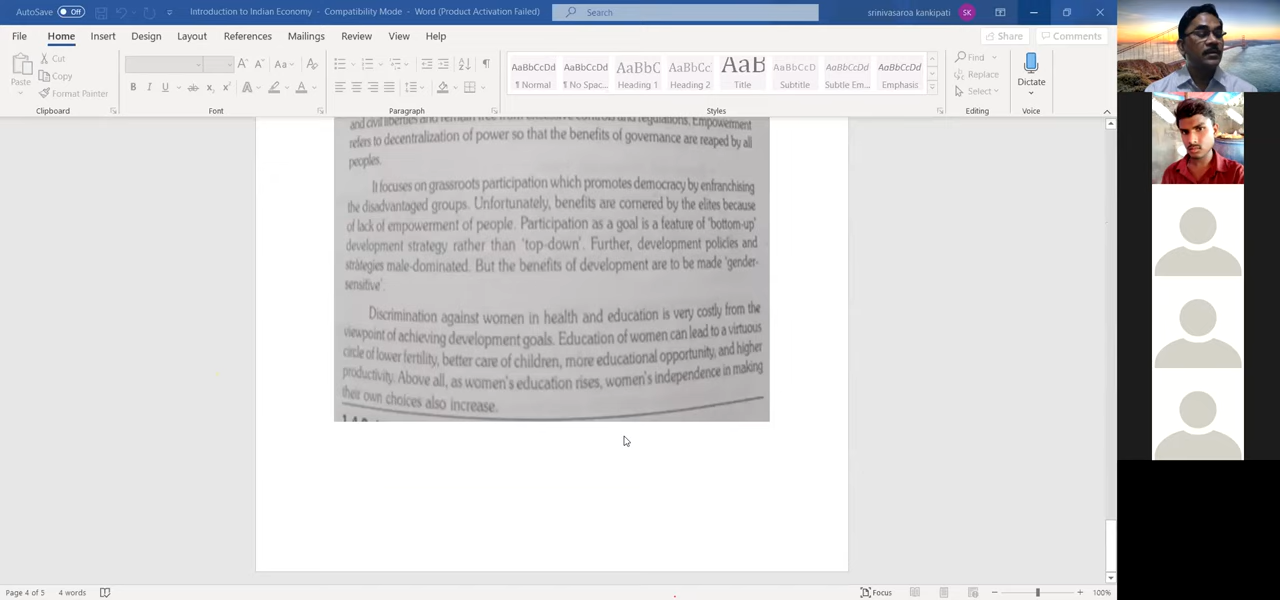 AutoSave Off
Introduction to Indian Economy - Compatibility Mode - Word (Product Activation Failed)
Search
srinivasaroa kankipati SK
File Home Insert Design Layout References Mailings Review View Help
Share Comments
Paste
Cut
Copy
Format Painter
Clipboard
Font
Paragraph
AaBbCcDd AaBbCcDd AaBbC AaBbCc AaB AaBbCcD AaBbCcDd AaBbCcDd
¶ Normal ¶ No Spac... Heading 1 Heading 2 Title Subtitle Subtle Em... Emphasis
Styles
Find
Replace
Select
Editing
Dictate
Voice
and civil liberties and remain free from excessive controls and regulations. Empowerment
refers to decentralization of power so that the benefits of governance are reaped by all
peoples.
It focuses on grassroots participation which promotes democracy by enfranchising
the disadvantaged groups. Unfortunately, benefits are cornered by the elites because
of lack of empowerment of people. Participation as a goal is a feature of 'bottom-up'
development strategy rather than 'top-down'. Further, development policies and
strategies male-dominated. But the benefits of development are to be made 'gender-
sensitive'.
Discrimination against women in health and education is very costly from the
viewpoint of achieving development goals. Education of women can lead to a virtuous
circle of lower fertility, better care of children, more educational opportunity, and higher
productivity. Above all, as women's education rises, women's independence in making
their own choices also increase.
Page 4 of 5 4 words
Focus
100%